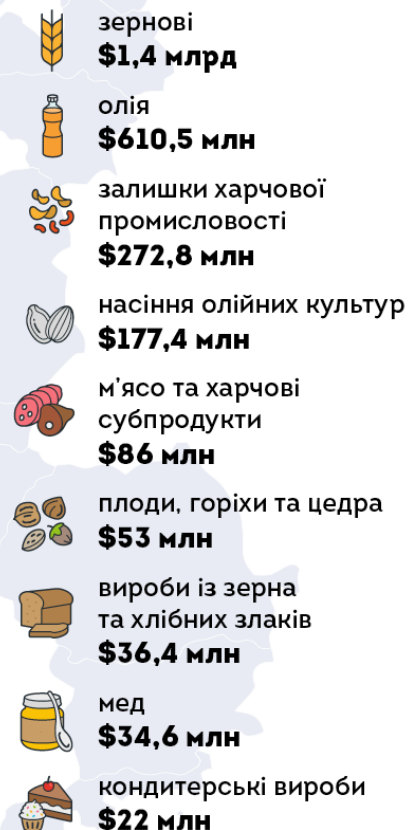 зернові
$1,4 млрд
олія
$610,5 млн
залишки харчової
промисловості
$272,8 млн
насіння олійних культур
$177,4 млн
м’ясо та харчові
субпродукти
$86 млн
плоди, горіхи та цедра
$53 млн
вироби із зерна
та хлібних злаків
$36,4 млн
мед
$34,6 млн
кондитерські вироби
$22 млн